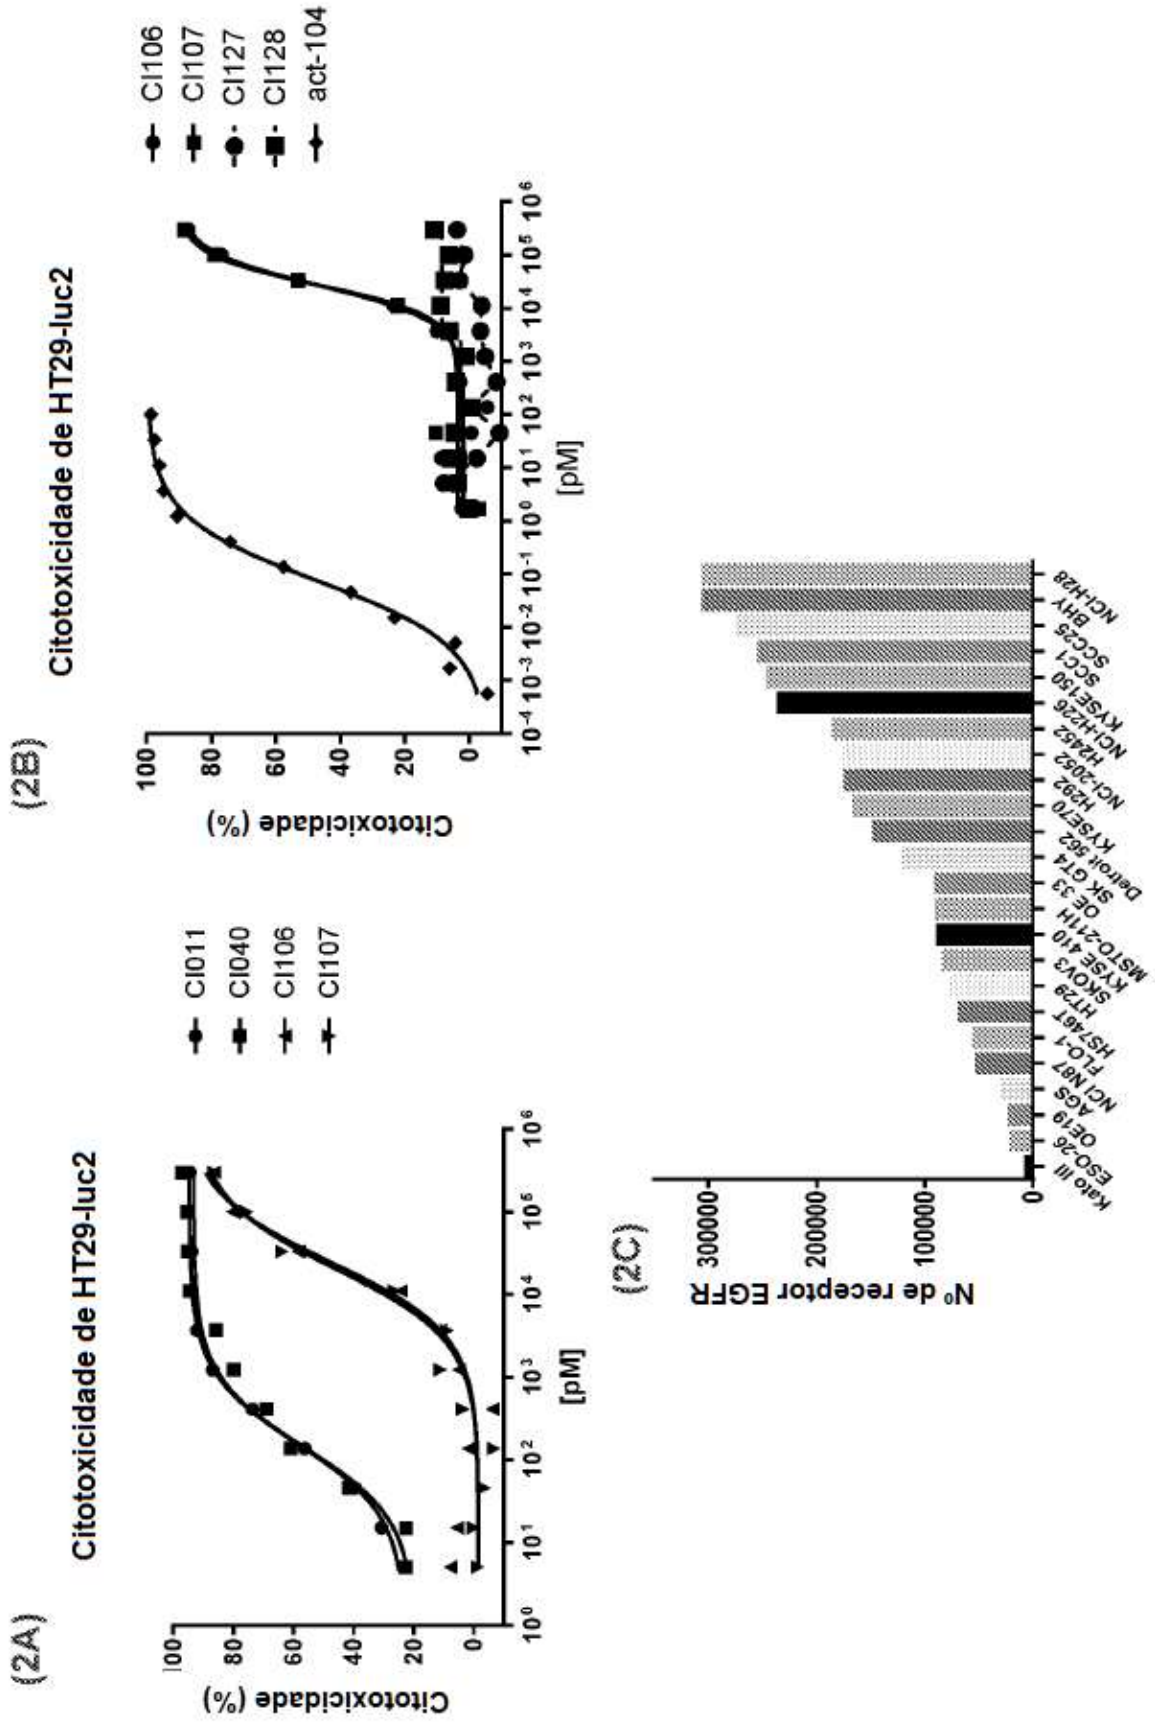 (2A)
Citotoxicidade de HT29-luc2
Citotoxicidade (%)
100
80
60
40
20
0
10⁰
10¹
10²
10³
10⁴
10⁵
10⁶
[pM]
CI011
CI040
CI106
CI107
(2B)
Citotoxicidade de HT29-luc2
Citotoxicidade (%)
100
80
60
40
20
0
10⁻⁴
10⁻³
10⁻²
10⁻¹
10⁰
10¹
10²
10³
10⁴
10⁵
10⁶
[pM]
CI106
CI107
CI127
CI128
act-104
(2C)
Nº de receptor EGFR
300000
200000
100000
0
Kato III
ESO-26
OE19
AGS
NCI N87
FLO-1
HS746T
HT29
SKOV3
KYSE 410
MSTO-211H
OE 33
SK GT4
Detroit 562
KYSE70
H292
NCI-2052
H2452
NCI-H226
KYSE150
SCC1
SCC25
BHY
NCI-H28